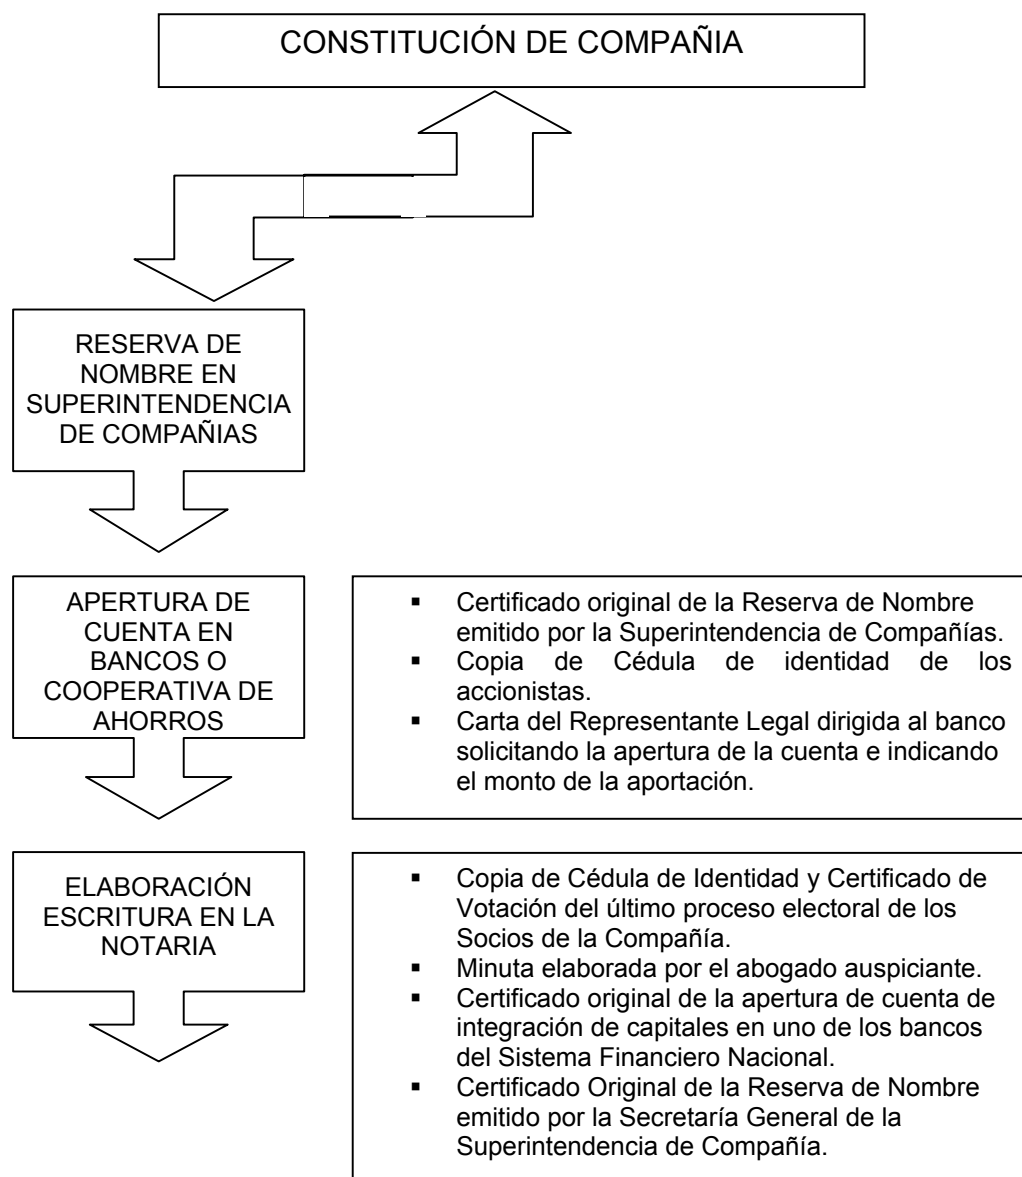 CONSTITUCIÓN DE COMPAÑIA
RESERVA DE
NOMBRE EN
SUPERINTENDENCIA
DE COMPAÑIAS
APERTURA DE
CUENTA EN
BANCOS O
COOPERATIVA DE
AHORROS
▪ Certificado original de la Reserva de Nombre
emitido por la Superintendencia de Compañías.
▪ Copia de Cédula de identidad de los
accionistas.
▪ Carta del Representante Legal dirigida al banco
solicitando la apertura de la cuenta e indicando
el monto de la aportación.
ELABORACIÓN
ESCRITURA EN LA
NOTARIA
▪ Copia de Cédula de Identidad y Certificado de
Votación del último proceso electoral de los
Socios de la Compañía.
▪ Minuta elaborada por el abogado auspiciante.
▪ Certificado original de la apertura de cuenta de
integración de capitales en uno de los bancos
del Sistema Financiero Nacional.
▪ Certificado Original de la Reserva de Nombre
emitido por la Secretaría General de la
Superintendencia de Compañía.